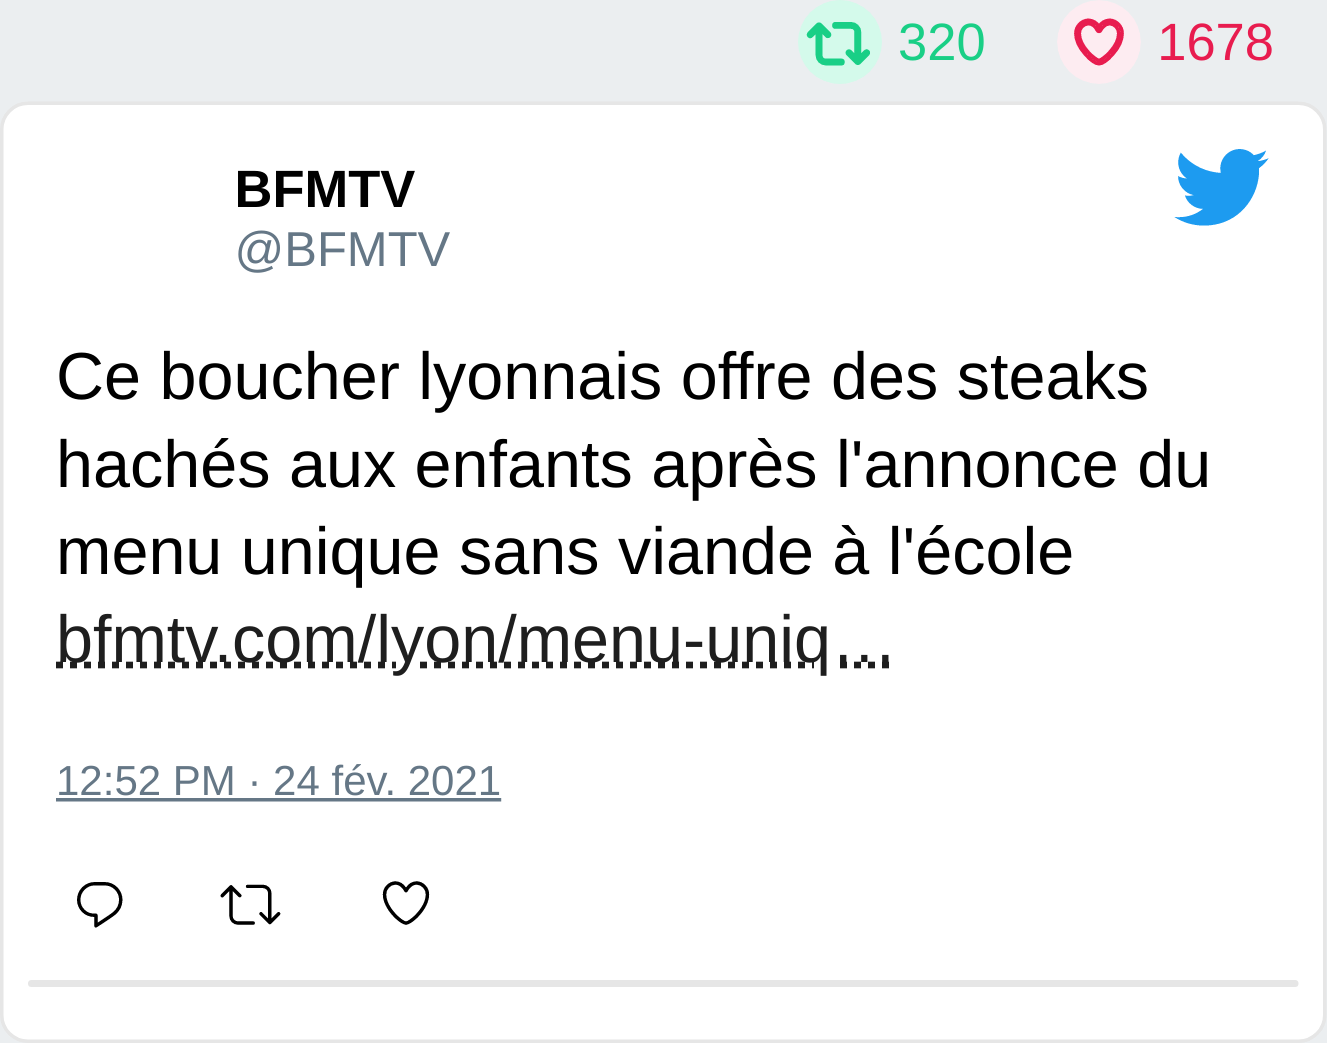 320 1678
BFMTV
@BFMTV
Ce boucher lyonnais offre des steaks
hachés aux enfants après l'annonce du
menu unique sans viande à l'école
bfmtv.com/lyon/menu-uniq…
12:52 PM · 24 fév. 2021